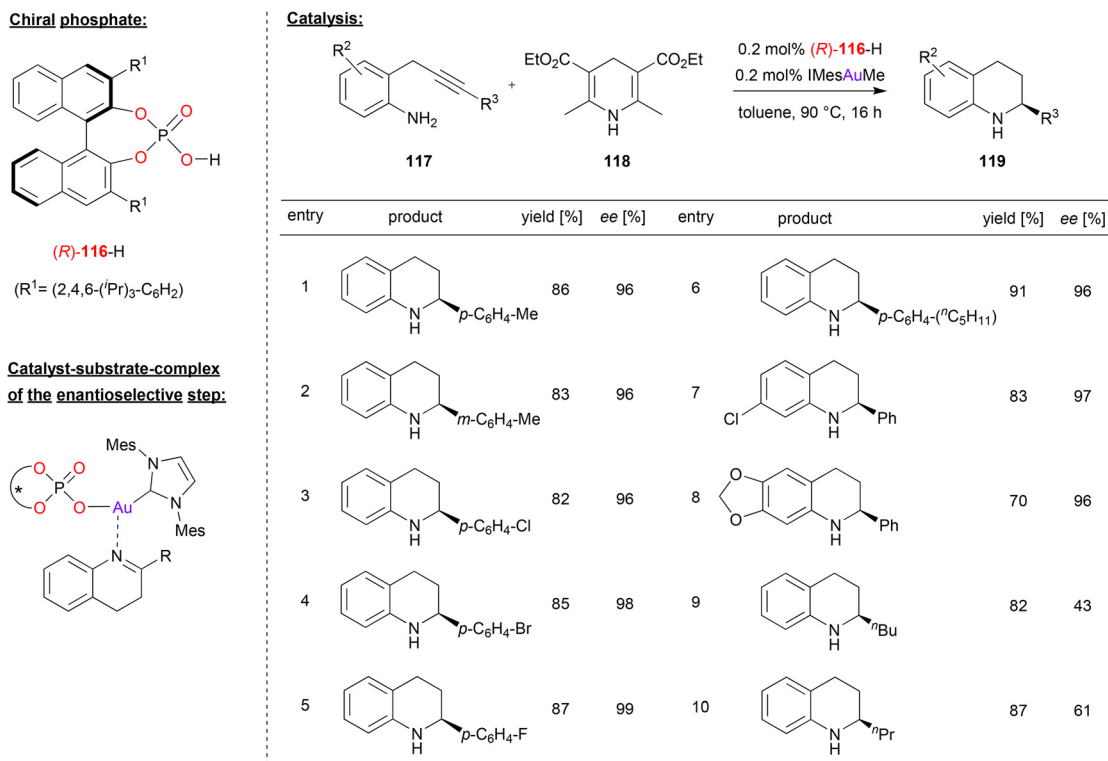 Chiral phosphate:
R¹
O
O
P
O
O–H
R¹
(R)-116-H
(R¹= (2,4,6-(ⁱPr)₃-C₆H₂)
Catalyst-substrate-complex
of the enantioselective step:
Mes
N
O
O
*
P
O
O
Au
N
Mes
N
R
Catalysis:
R²
R³
NH₂
117
+
EtO₂C
CO₂Et
N
H
118
0.2 mol% (R)-116-H
0.2 mol% IMesAuMe
toluene, 90 °C, 16 h
R²
N
H
R³
119
entry product yield [%] ee [%] entry product yield [%] ee [%]
1 N H p-C₆H₄-Me 86 96 6 N H p-C₆H₄-(ⁿC₅H₁₁) 91 96
2 N H m-C₆H₄-Me 83 96 7 Cl N H Ph 83 97
3 N H p-C₆H₄-Cl 82 96 8 O O N H Ph 70 96
4 N H p-C₆H₄-Br 85 98 9 N H ⁿBu 82 43
5 N H p-C₆H₄-F 87 99 10 N H ⁿPr 87 61